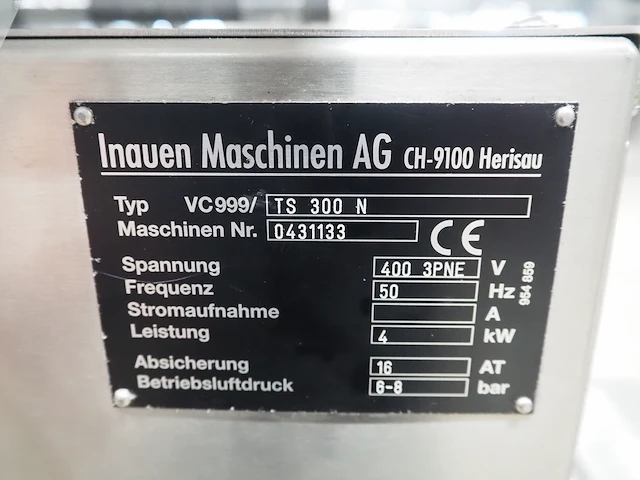 Inauen Maschinen AG CH-9100 Herisau
Typ VC999/ TS 300 N
Maschinen Nr. 0431133 CE
Spannung 400 3PNE V
Frequenz 50 Hz
Stromaufnahme A
Leistung 4 kW
Absicherung 16 AT
Betriebsluftdruck 6-8 bar
954 859